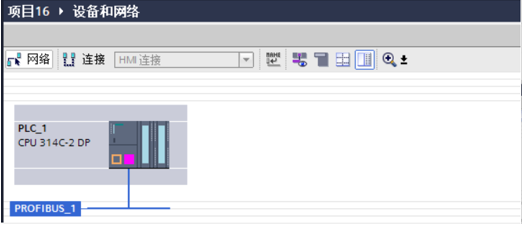 项目16 ▸ 设备和网络
网络 连接 HMI 连接
PLC_1
CPU 314C-2 DP
PROFIBUS_1